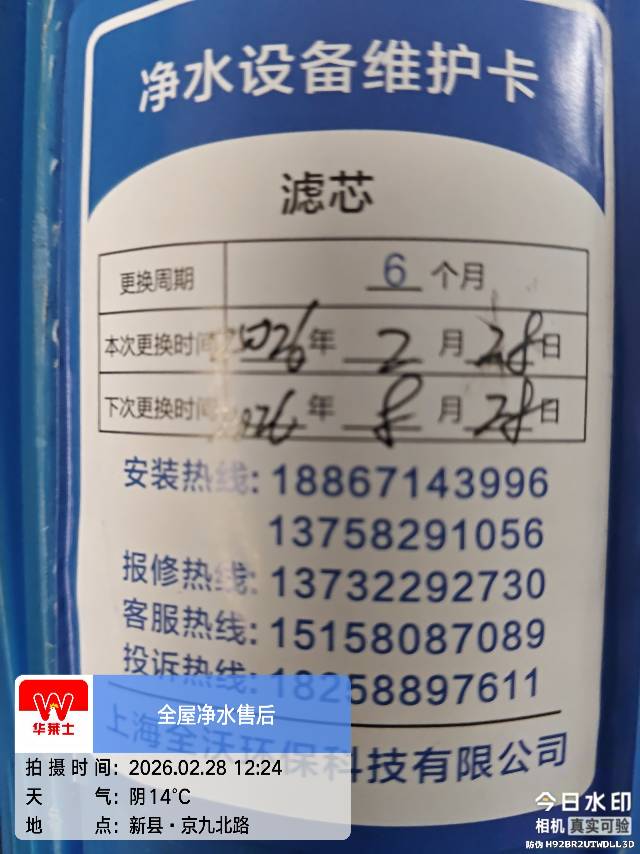 净水设备维护卡
滤芯
更换周期 6 个月
本次更换时间 2026 年 2 月 28 日
下次更换时间 2026 年 8 月 28 日
安装热线: 18867143996
13758291056
报修热线: 13732292730
客服热线: 15158087089
投诉热线: 18258897611
上海全沃环保科技有限公司
华莱士
全屋净水售后
拍摄时间: 2026.02.28 12:24
天 气: 阴14°C
地 点: 新县·京九北路
今日水印
相机 真实可验
防伪 H92BR2UTWDLL3D